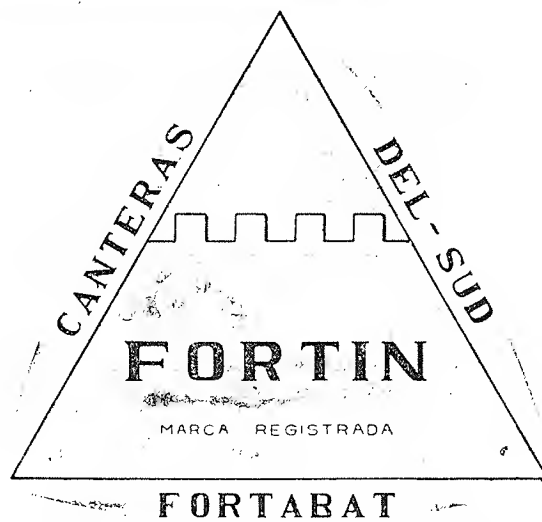 CANTERAS
DEL-SUD
FORTIN
MARCA REGISTRADA
FORTABAT